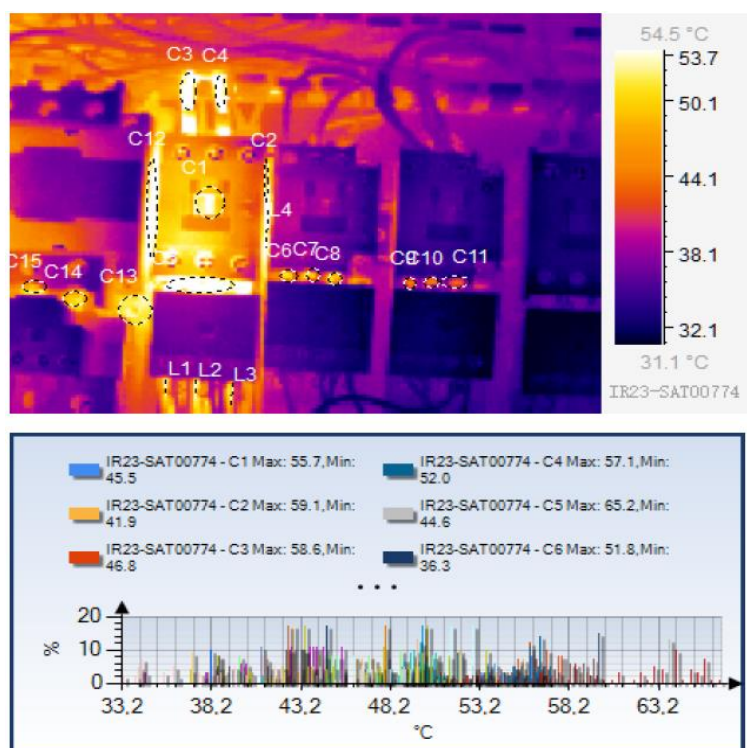 54.5 °C
C3 C4
53.7
50.1
C12
C2
C1
44.1
L4
C15
C6 C7 C8
C9 C10 C11
C14
C13
38.1
32.1
L1 L2 L3
31.1 °C
IR23-SAT00774
IR23-SAT00774 - C1 Max: 55.7,Min:
45.5
IR23-SAT00774 - C4 Max: 57.1,Min:
52.0
IR23-SAT00774 - C2 Max: 59.1,Min:
41.9
IR23-SAT00774 - C5 Max: 65.2,Min:
44.6
IR23-SAT00774 - C3 Max: 58.6,Min:
46.8
IR23-SAT00774 - C6 Max: 51.8,Min:
36.3
...
20
10
0
%
33,2 38,2 43,2 48,2 53,2 58,2 63,2
°C